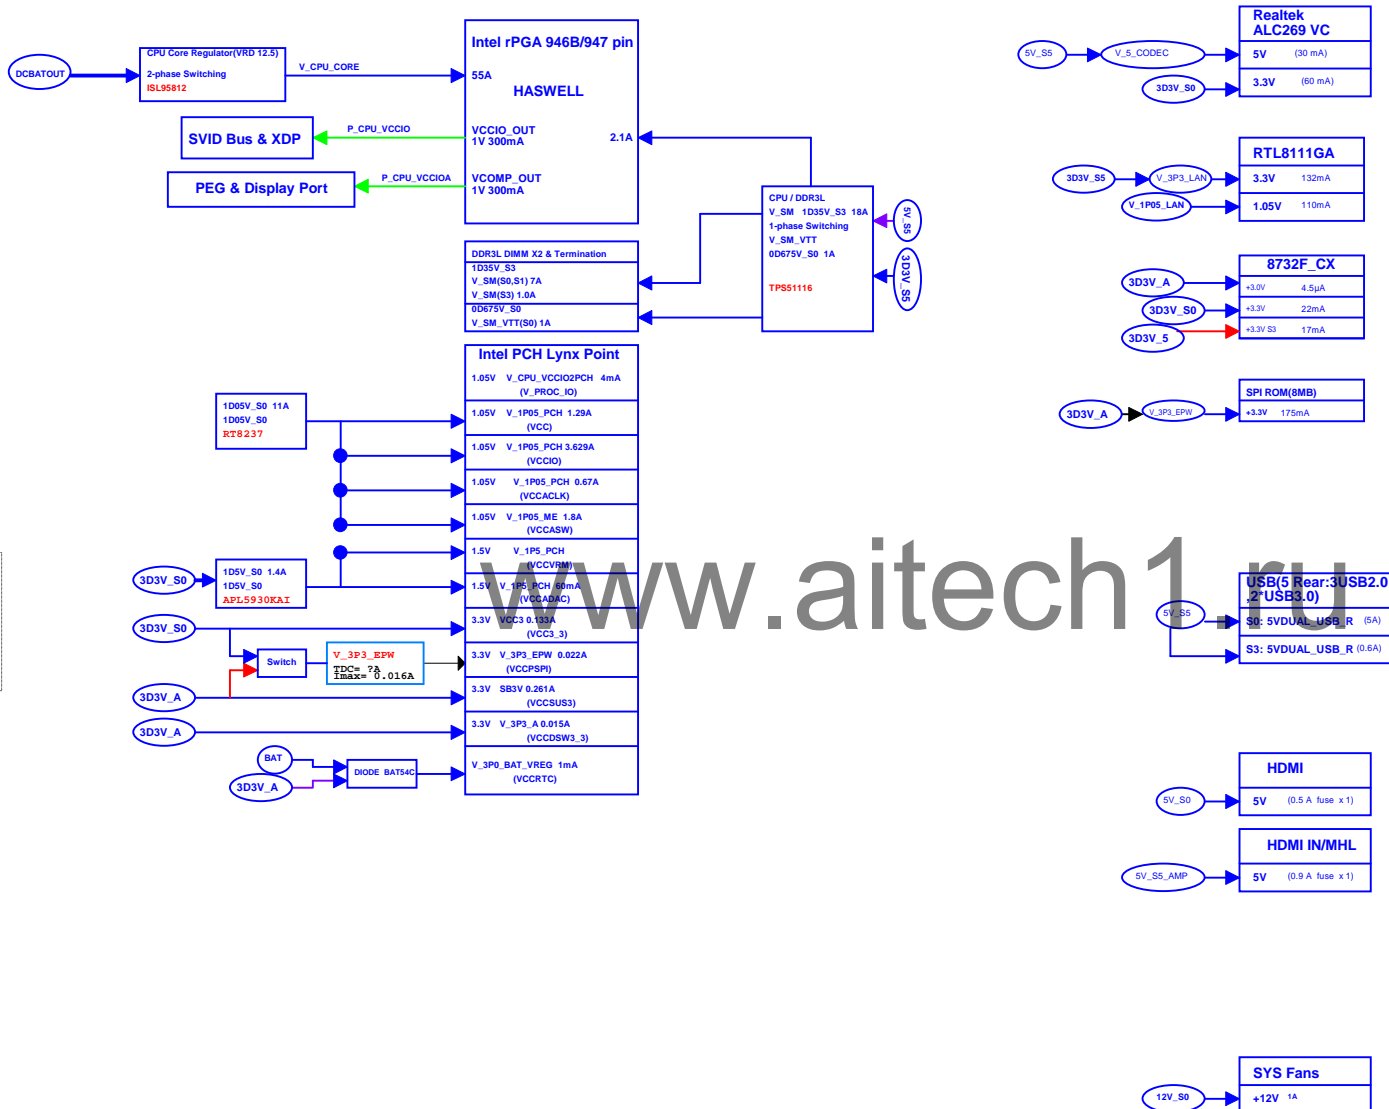 DCBATOUT
CPU Core Regulator(VRD 12.5)
2-phase Switching
ISL95812
V_CPU_CORE
Intel rPGA 946B/947 pin
55A
HASWELL
VCCIO_OUT
1V 300mA
2.1A
VCOMP_OUT
1V 300mA
SVID Bus & XDP
P_CPU_VCCIO
PEG & Display Port
P_CPU_VCCIOA
CPU / DDR3L
V_SM 1D35V_S3 18A
1-phase Switching
V_SM_VTT
0D675V_S0 1A
TPS51116
5V_S5
3D3V_S5
DDR3L DIMM X2 & Termination
1D35V_S3
V_SM(S0,S1) 7A
V_SM(S3) 1.0A
0D675V_S0
V_SM_VTT(S0) 1A
Intel PCH Lynx Point
1.05V V_CPU_VCCIO2PCH 4mA
(V_PROC_IO)
1.05V V_1P05_PCH 1.29A
(VCC)
1.05V V_1P05_PCH 3.629A
(VCCIO)
1.05V V_1P05_PCH 0.67A
(VCCACLK)
1.05V V_1P05_ME 1.8A
(VCCASW)
1.5V V_1P5_PCH
(VCCVRM)
1.5V V_1P5_PCH 60mA
(VCCADAC)
3.3V VCC3 0.133A
(VCC3_3)
3.3V V_3P3_EPW 0.022A
(VCCPSPI)
3.3V SB3V 0.261A
(VCCSUS3)
3.3V V_3P3_A 0.015A
(VCCDSW3_3)
V_3P0_BAT_VREG 1mA
(VCCRTC)
1D05V_S0 11A
1D05V_S0
RT8237
3D3V_S0
1D5V_S0 1.4A
1D5V_S0
APL5930KAI
3D3V_S0
Switch
V_3P3_EPW
TDC= ?A
Imax= 0.016A
3D3V_A
3D3V_A
BAT
3D3V_A
DIODE BAT54C
Realtek
ALC269 VC
5V_S5
V_5_CODEC
5V (30 mA)
3D3V_S0
3.3V (60 mA)
RTL8111GA
3D3V_S5
V_3P3_LAN
3.3V 132mA
V_1P05_LAN
1.05V 110mA
8732F_CX
3D3V_A
+3.0V 4.5µA
3D3V_S0
+3.3V 22mA
3D3V_5
+3.3V S3 17mA
SPI ROM(8MB)
3D3V_A
V_3P3_EPW
+3.3V 175mA
www.aitech1.ru
USB(5 Rear:3USB2.0
,2*USB3.0)
5V_S5
S0: 5VDUAL_USB_R (5A)
S3: 5VDUAL_USB_R (0.6A)
HDMI
5V_S0
5V (0.5 A fuse x 1)
HDMI IN/MHL
5V_S5_AMP
5V (0.9 A fuse x 1)
SYS Fans
12V_S0
+12V 1A